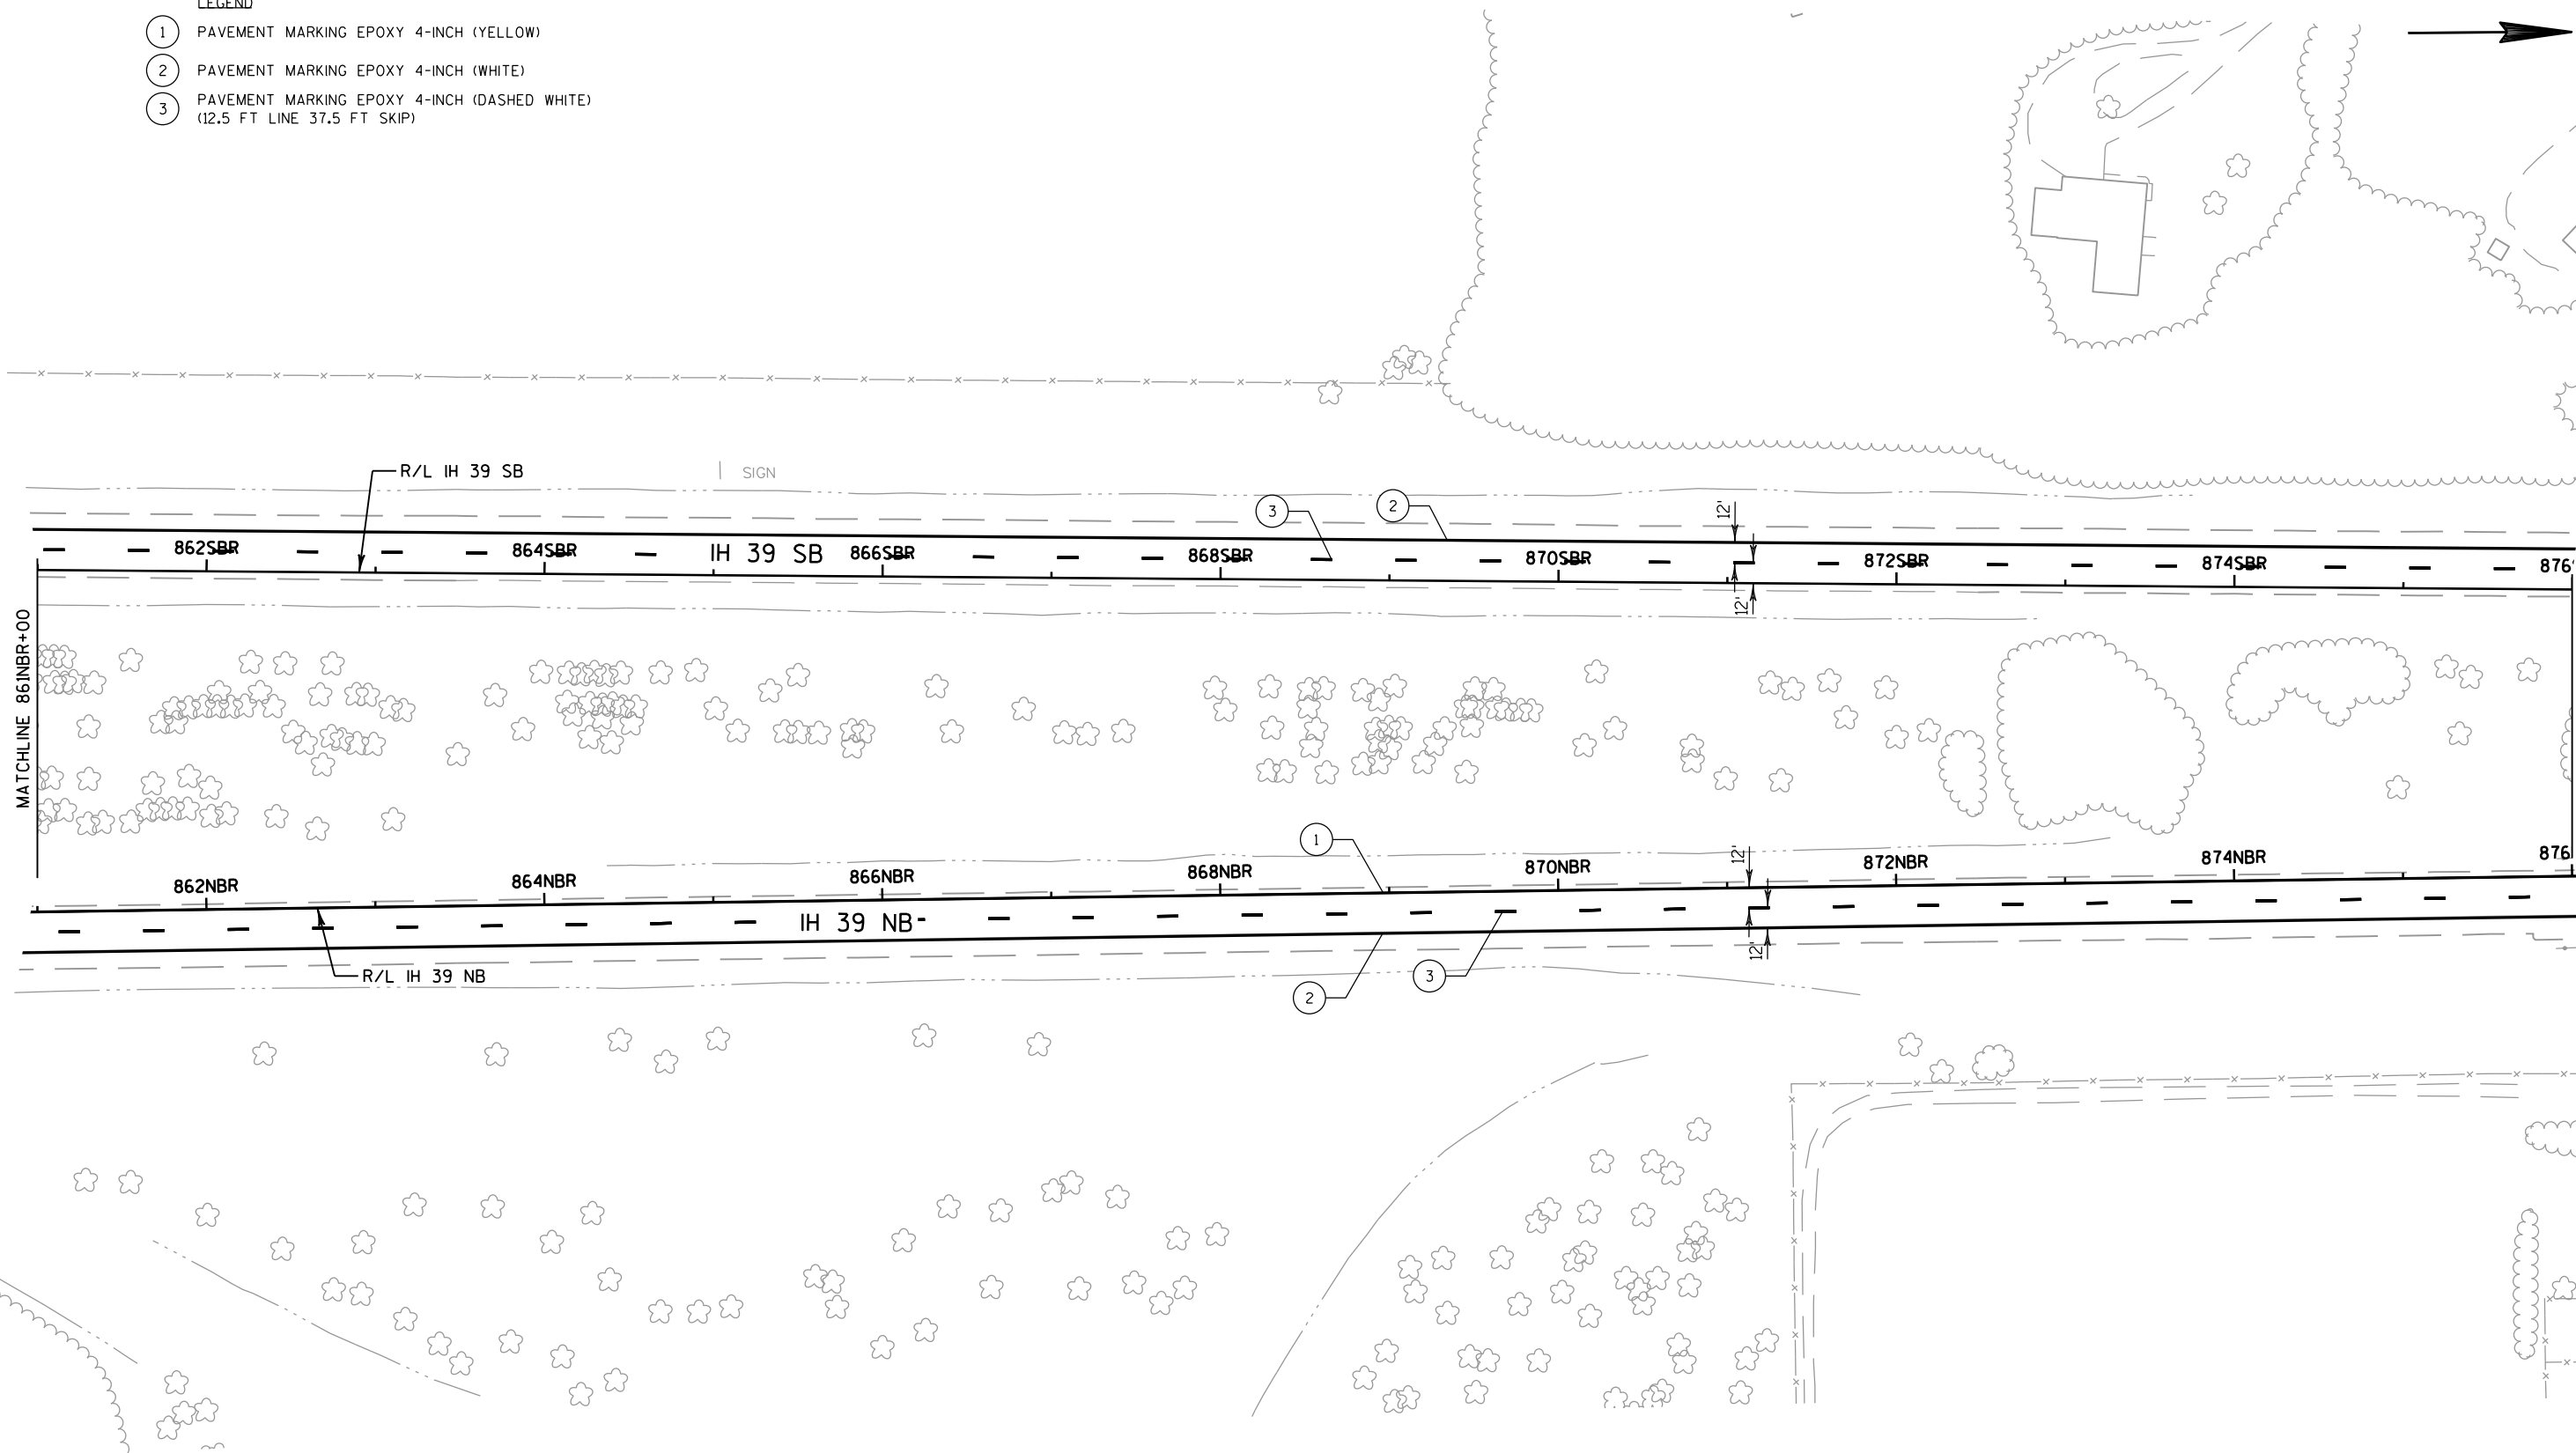 LEGEND
1 PAVEMENT MARKING EPOXY 4-INCH (YELLOW)
2 PAVEMENT MARKING EPOXY 4-INCH (WHITE)
3 PAVEMENT MARKING EPOXY 4-INCH (DASHED WHITE)
(12.5 FT LINE 37.5 FT SKIP)
R/L IH 39 SB
SIGN
3
2
12'
862SBR
864SBR
IH 39 SB
866SBR
868SBR
870SBR
872SBR
874SBR
876
12'
MATCHLINE 861NBR+00
1
12'
862NBR
864NBR
866NBR
868NBR
870NBR
872NBR
874NBR
876
IH 39 NB
12'
R/L IH 39 NB
3
2